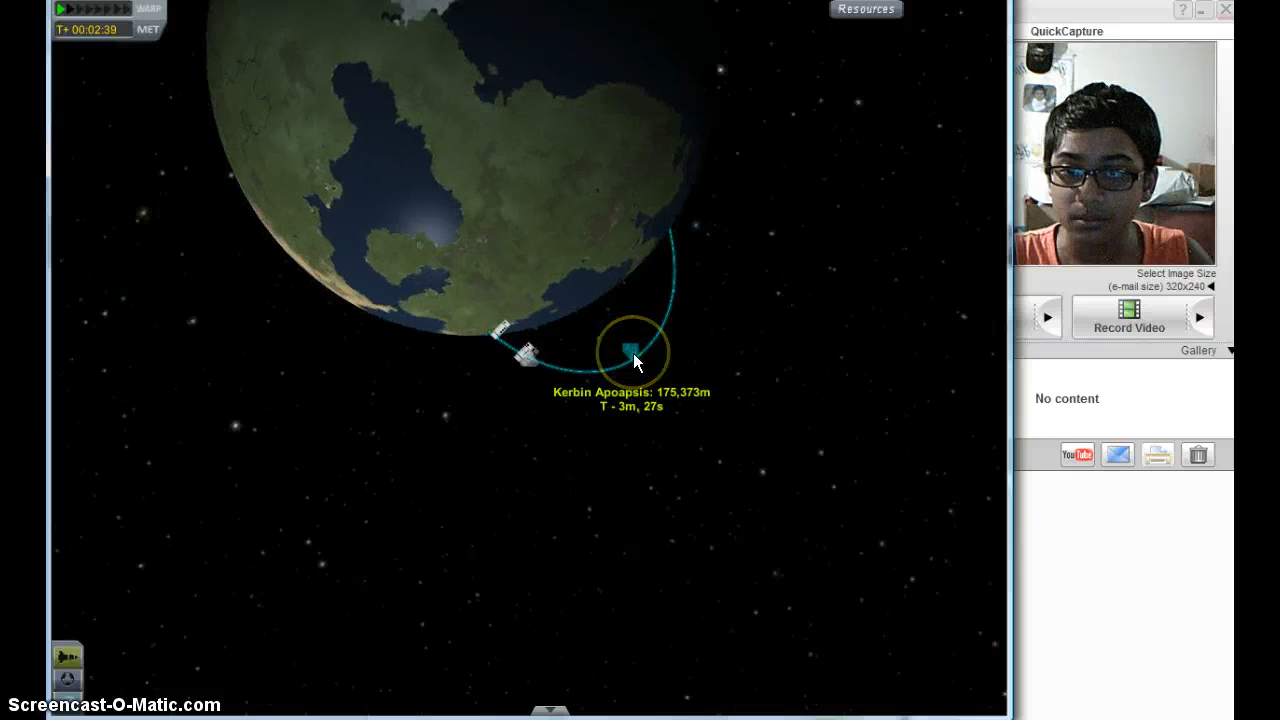 WARP
T+ 00:02:39
MET
Resources
?
QuickCapture
Kerbin Apoapsis: 175,373m
T - 3m, 27s
Select Image Size
(e-mail size) 320x240
Record Video
Gallery
No content
YouTube
Screencast-O-Matic.com